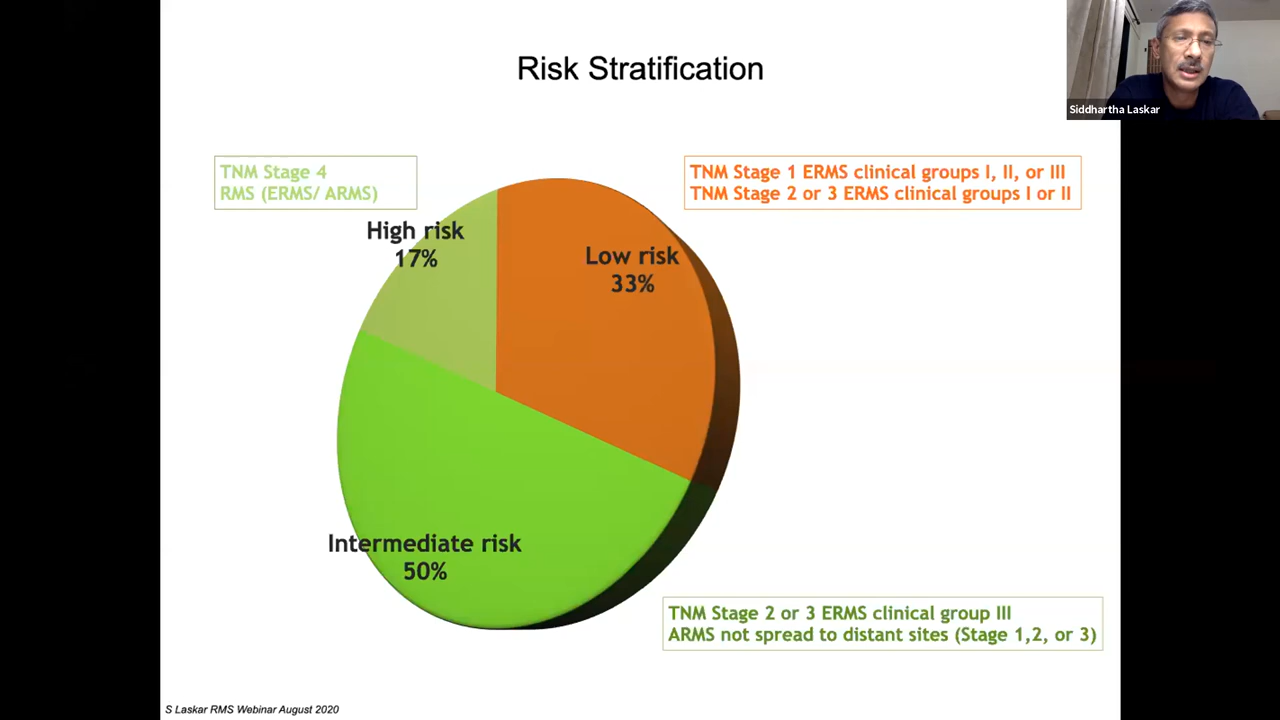 Risk Stratification
Siddhartha Laskar
TNM Stage 4
RMS (ERMS/ ARMS)
TNM Stage 1 ERMS clinical groups I, II, or III
TNM Stage 2 or 3 ERMS clinical groups I or II
High risk
17%
Low risk
33%
Intermediate risk
50%
TNM Stage 2 or 3 ERMS clinical group III
ARMS not spread to distant sites (Stage 1,2, or 3)
S Laskar RMS Webinar August 2020